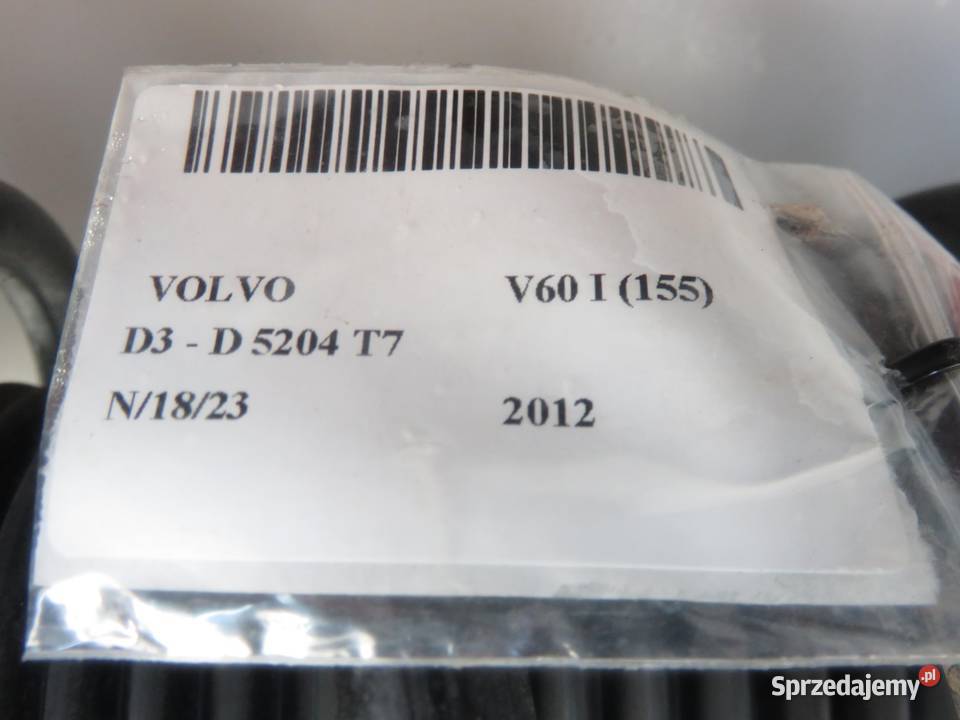 VOLVO V60 I (155)
D3 - D 5204 T7
N/18/23 2012
Sprzedajemy.pl